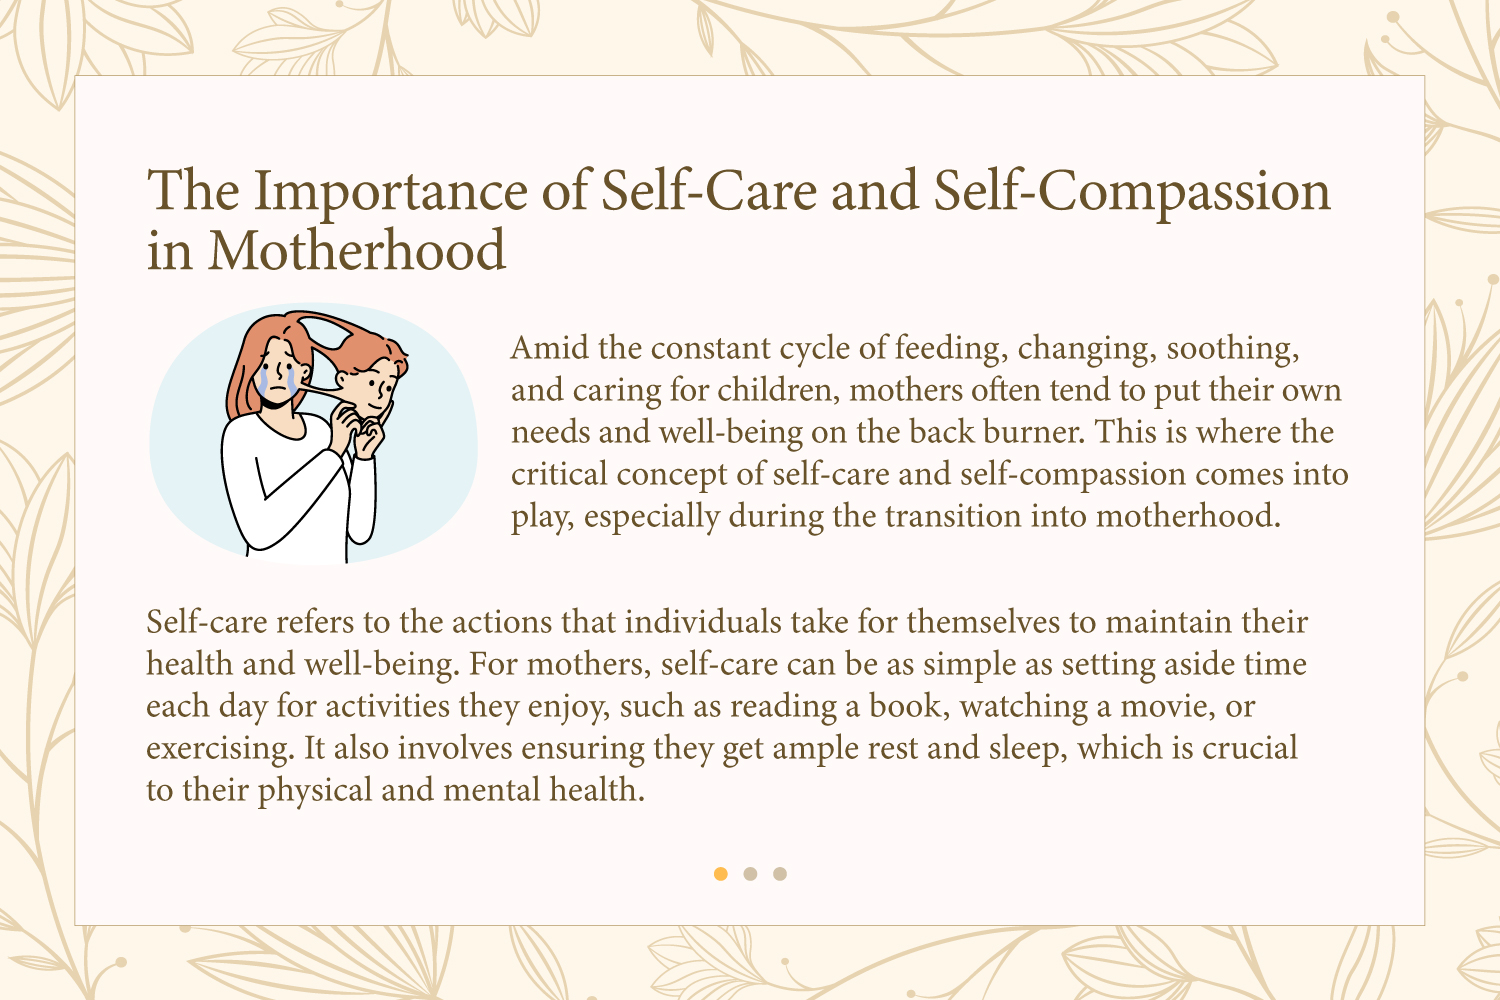 The Importance of Self-Care and Self-Compassion
in Motherhood
Amid the constant cycle of feeding, changing, soothing,
and caring for children, mothers often tend to put their own
needs and well-being on the back burner. This is where the
critical concept of self-care and self-compassion comes into
play, especially during the transition into motherhood.
Self-care refers to the actions that individuals take for themselves to maintain their
health and well-being. For mothers, self-care can be as simple as setting aside time
each day for activities they enjoy, such as reading a book, watching a movie, or
exercising. It also involves ensuring they get ample rest and sleep, which is crucial
to their physical and mental health.